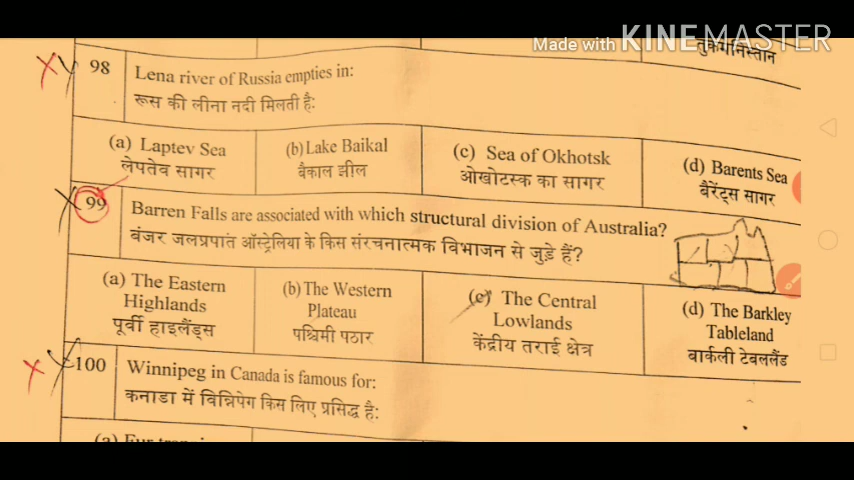 Made with KINEMASTER
तुर्कमेनिस्तान
98 Lena river of Russia empties in:
रूस की लीना नदी मिलती है:
(a) Laptev Sea
लेपतेव सागर
(b) Lake Baikal
बैकाल झील
(c) Sea of Okhotsk
ओखोटस्क का सागर
(d) Barents Sea
बैरेंट्स सागर
99 Barren Falls are associated with which structural division of Australia?
बंजर जलप्रपात ऑस्ट्रेलिया के किस संरचनात्मक विभाजन से जुड़े हैं?
(a) The Eastern
Highlands
पूर्वी हाइलैंड्स
(b) The Western
Plateau
पश्चिमी पठार
(c) The Central
Lowlands
केंद्रीय तराई क्षेत्र
(d) The Barkley
Tableland
बार्कली टेबललैंड
100 Winnipeg in Canada is famous for:
कनाडा में विन्निपेग किस लिए प्रसिद्ध है:
(a) Fur